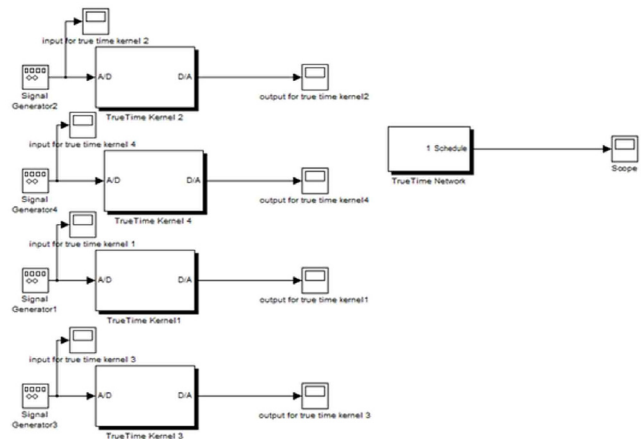 input for true time kernel 2
A/D D/A
Signal
Generator2
TrueTime Kernel 2
output for true time kernel2
input for true time kernel 4
A/D D/A
Signal
Generator4
TrueTime Kernel 4
output for true time kernel4
input for true time kernel 1
A/D D/A
Signal
Generator1
TrueTime Kernel1
output for true time kernel1
input for true time kernel 3
A/D D/A
Signal
Generator3
TrueTime Kernel 3
output for true time kernel 3
1 Schedule
TrueTime Network
Scope